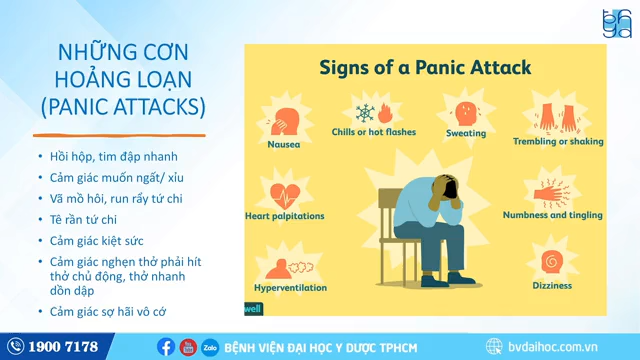 NHỮNG CƠN
HOẢNG LOẠN
(PANIC ATTACKS)
• Hồi hộp, tim đập nhanh
• Cảm giác muốn ngất/ xỉu
• Vã mồ hôi, run rẩy tứ chi
• Tê rần tứ chi
• Cảm giác kiệt sức
• Cảm giác nghẹn thở phải hít
thở chủ động, thở nhanh
dồn dập
• Cảm giác sợ hãi vô cớ
Signs of a Panic Attack
Nausea
Chills or hot flashes
Sweating
Trembling or shaking
Heart palpitations
Numbness and tingling
Hyperventilation
Dizziness
well
1900 7178
YouTube
Zalo
BỆNH VIỆN ĐẠI HỌC Y DƯỢC TPHCM
bvdaihoc.com.vn